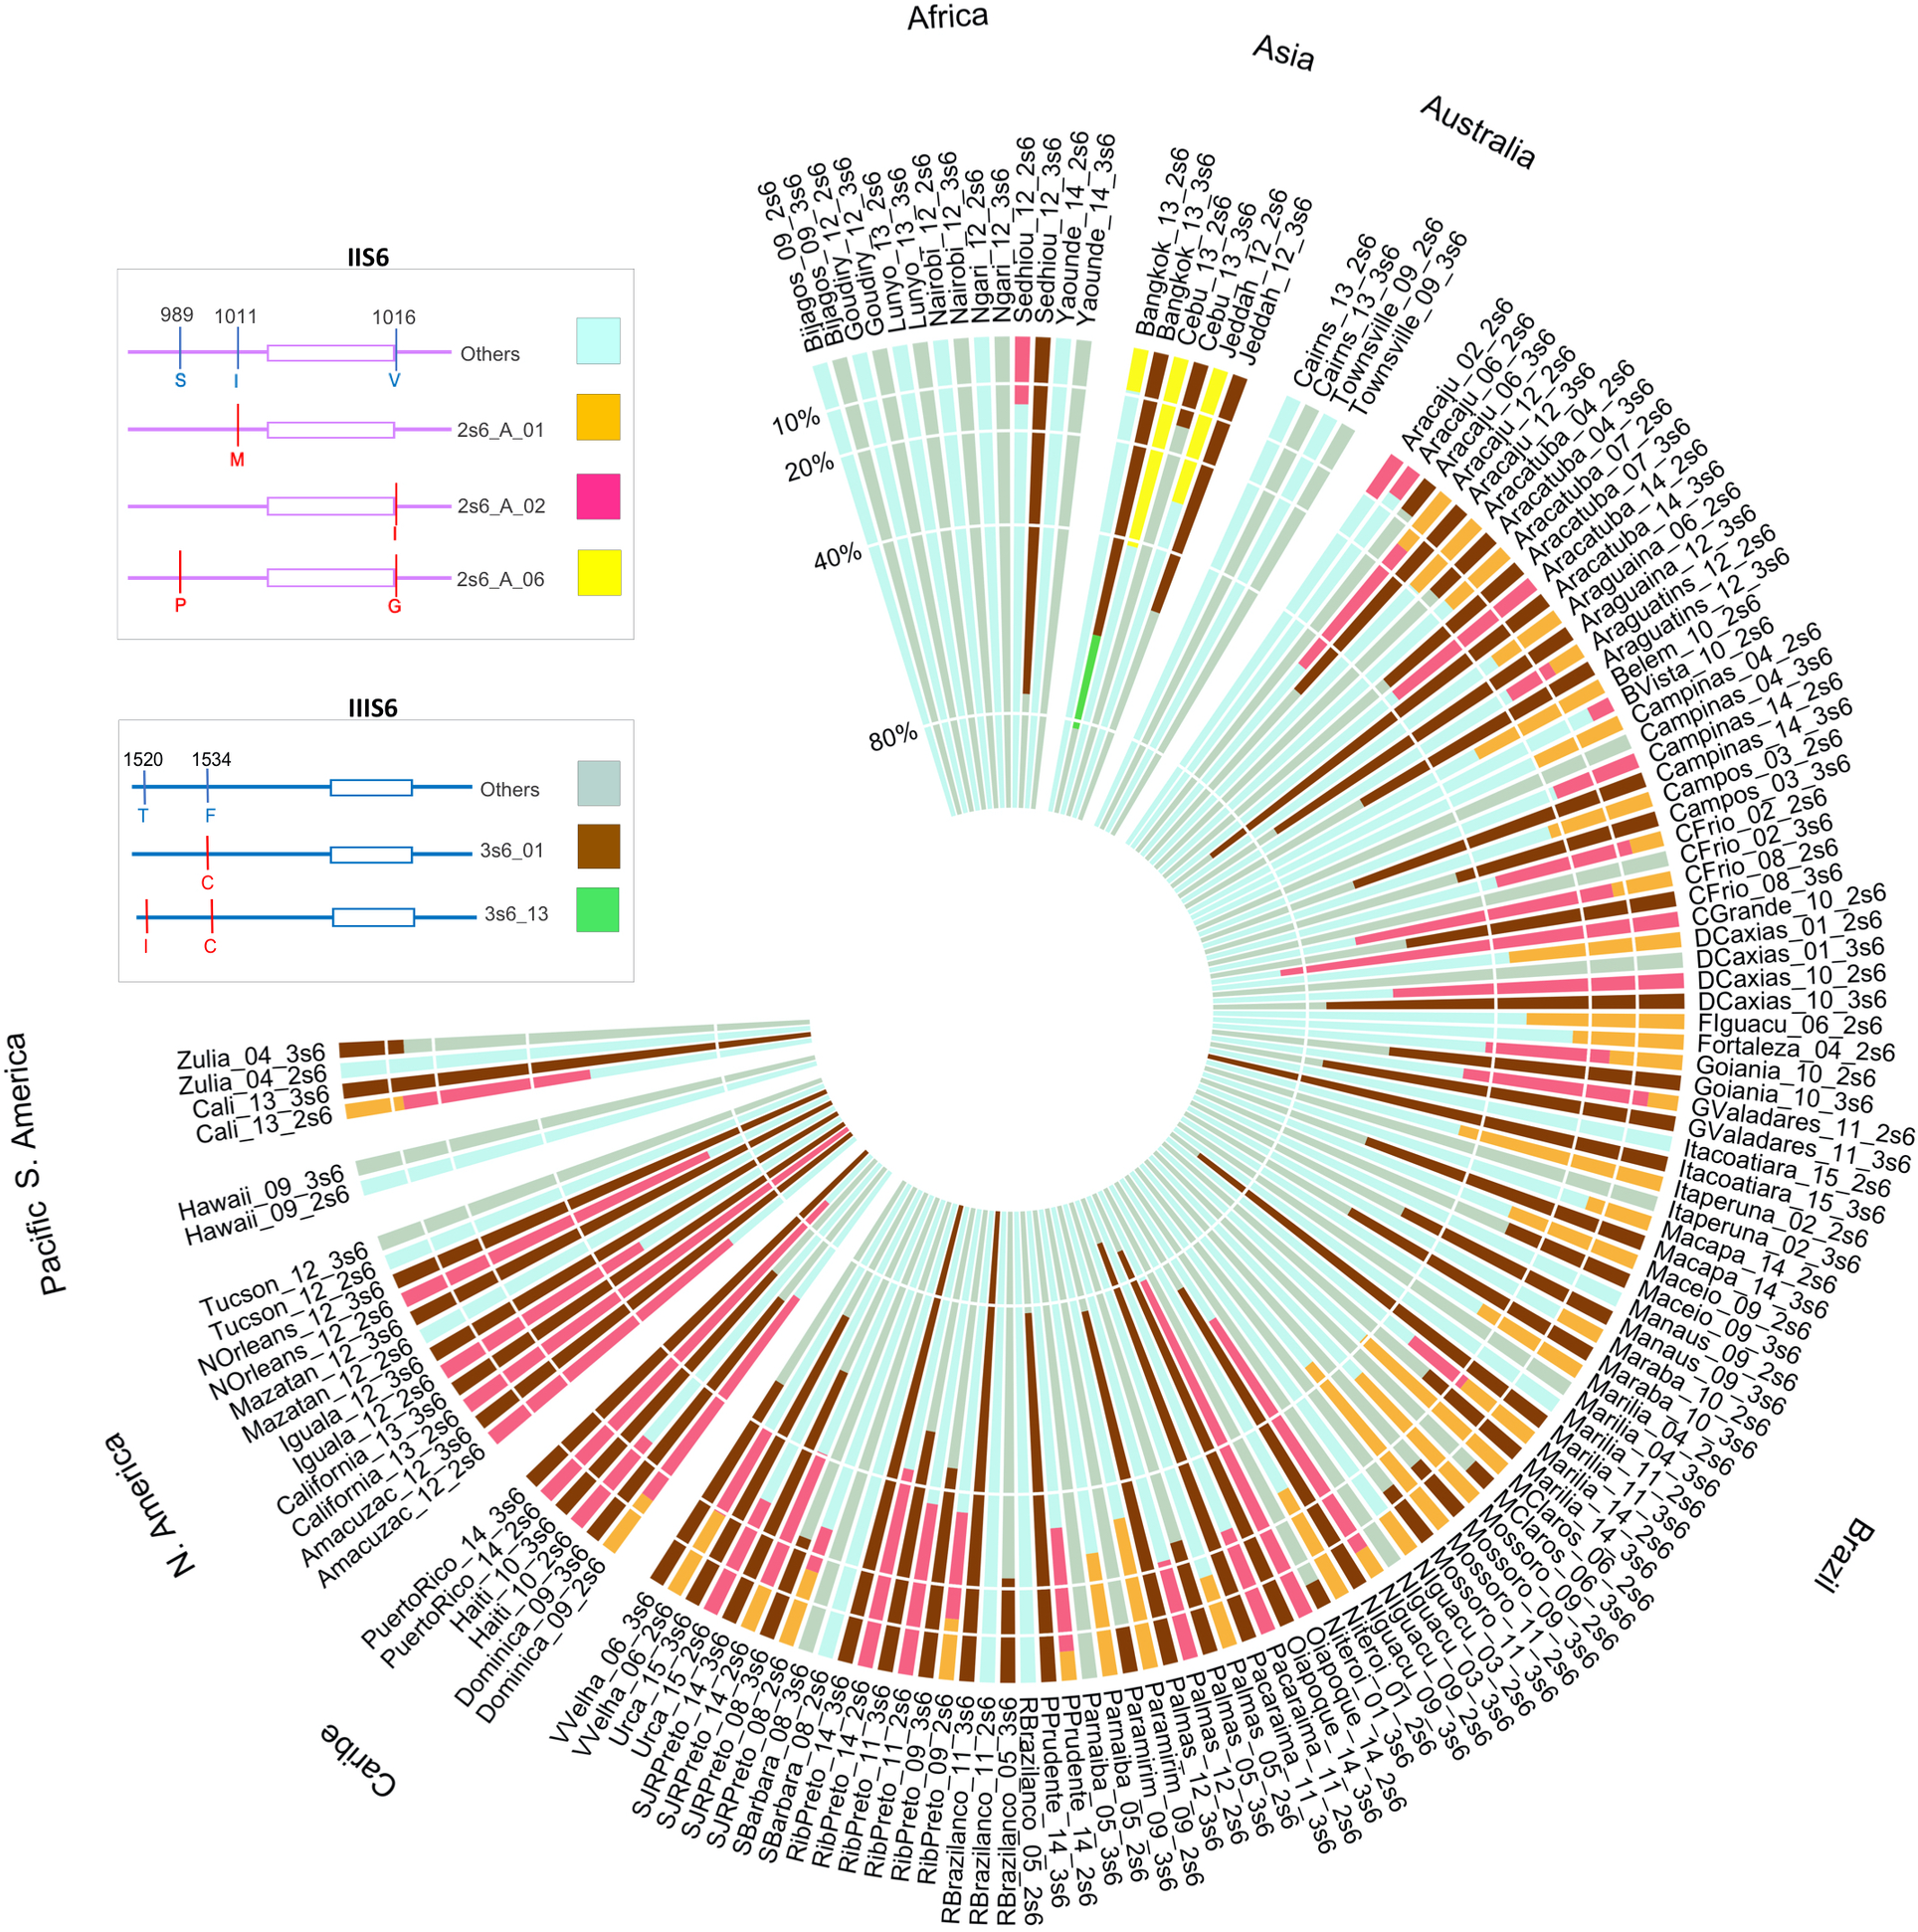 Africa
Asia
Australia
Bijagos_09_2s6
Bijagos_09_3s6
Goudiry_12_2s6
Goudiry_12_3s6
Lunyo_13_2s6
Lunyo_13_3s6
Nairobi_12_2s6
Nairobi_12_3s6
Ngari_12_2s6
Ngari_12_3s6
Sedhiou_12_2s6
Sedhiou_12_3s6
Yaounde_14_2s6
Yaounde_14_3s6
Bangkok_13_2s6
Bangkok_13_3s6
Cebu_13_2s6
Cebu_13_3s6
Jeddah_12_2s6
Jeddah_12_3s6
Cairns_13_2s6
Cairns_13_3s6
Townsville_09_2s6
Townsville_09_3s6
Aracaju_02_2s6
Aracaju_06_2s6
Aracaju_06_3s6
Aracaju_12_2s6
Aracaju_12_3s6
Aracatuba_04_2s6
Aracatuba_04_3s6
Aracatuba_07_2s6
Aracatuba_07_3s6
Aracatuba_14_2s6
Aracatuba_14_3s6
Araguaina_06_2s6
Araguaina_12_3s6
Araguatins_12_2s6
Araguatins_12_3s6
Belem_10_2s6
BVista_10_2s6
Campinas_04_2s6
Campinas_04_3s6
Campinas_14_2s6
Campinas_14_3s6
Campos_03_2s6
Campos_03_3s6
CFrio_02_2s6
CFrio_02_3s6
CFrio_08_2s6
CFrio_08_3s6
CGrande_10_2s6
DCaxias_01_2s6
DCaxias_01_3s6
DCaxias_10_2s6
DCaxias_10_3s6
FIguacu_06_2s6
Fortaleza_04_2s6
Goiania_10_2s6
Goiania_10_3s6
GValadares_11_2s6
GValadares_11_3s6
Itacoatiara_15_2s6
Itacoatiara_15_3s6
Itaperuna_02_2s6
Itaperuna_02_3s6
Macapa_14_2s6
Macapa_14_3s6
Maceio_09_2s6
Maceio_09_3s6
Manaus_09_2s6
Manaus_09_3s6
Maraba_10_2s6
Maraba_10_3s6
Marilia_04_2s6
Marilia_04_3s6
Marilia_11_2s6
Marilia_11_3s6
Marilia_14_2s6
Marilia_14_3s6
MClaros_06_2s6
MClaros_06_3s6
Mossoro_09_2s6
Mossoro_09_3s6
Mossoro_11_2s6
Mossoro_11_3s6
NIguacu_03_2s6
NIguacu_03_3s6
NIguacu_09_2s6
NIguacu_09_3s6
Niteroi_01_2s6
Niteroi_01_3s6
Oiapoque_14_2s6
Oiapoque_14_3s6
Pacaraima_11_2s6
Pacaraima_11_3s6
Palmas_05_2s6
Palmas_05_3s6
Palmas_12_2s6
Palmas_12_3s6
Paramirim_09_2s6
Paramirim_09_3s6
Parnaiba_05_2s6
Parnaiba_05_3s6
PPrudente_14_2s6
PPrudente_14_3s6
RBrazilanco_05_2s6
RBrazilanco_05_3s6
RBrazilanco_11_2s6
RBrazilanco_11_3s6
RibPreto_09_2s6
RibPreto_09_3s6
RibPreto_11_2s6
RibPreto_11_3s6
RibPreto_14_2s6
RibPreto_14_3s6
SBarbara_08_2s6
SBarbara_08_3s6
SJRPreto_08_2s6
SJRPreto_08_3s6
SJRPreto_14_2s6
SJRPreto_14_3s6
Urca_15_2s6
Urca_15_3s6
VVelha_06_2s6
VVelha_06_3s6
Dominica_09_2s6
Dominica_09_3s6
Haiti_10_2s6
Haiti_10_3s6
PuertoRico_14_2s6
PuertoRico_14_3s6
Amacuzac_12_2s6
Amacuzac_12_3s6
California_13_2s6
California_13_3s6
Iguala_12_2s6
Iguala_12_3s6
Mazatan_12_2s6
Mazatan_12_3s6
NOrleans_12_2s6
NOrleans_12_3s6
Tucson_12_2s6
Tucson_12_3s6
Hawaii_09_2s6
Hawaii_09_3s6
Cali_13_2s6
Cali_13_3s6
Zulia_04_2s6
Zulia_04_3s6
Brazil
Caribe
N. America
Pacific S. America
10%
20%
40%
80%
IIS6
989 1011 1016
Others
S I V
2s6_A_01
M
2s6_A_02
I
2s6_A_06
P G
IIIS6
1520 1534
Others
T F
3s6_01
C
3s6_13
I C